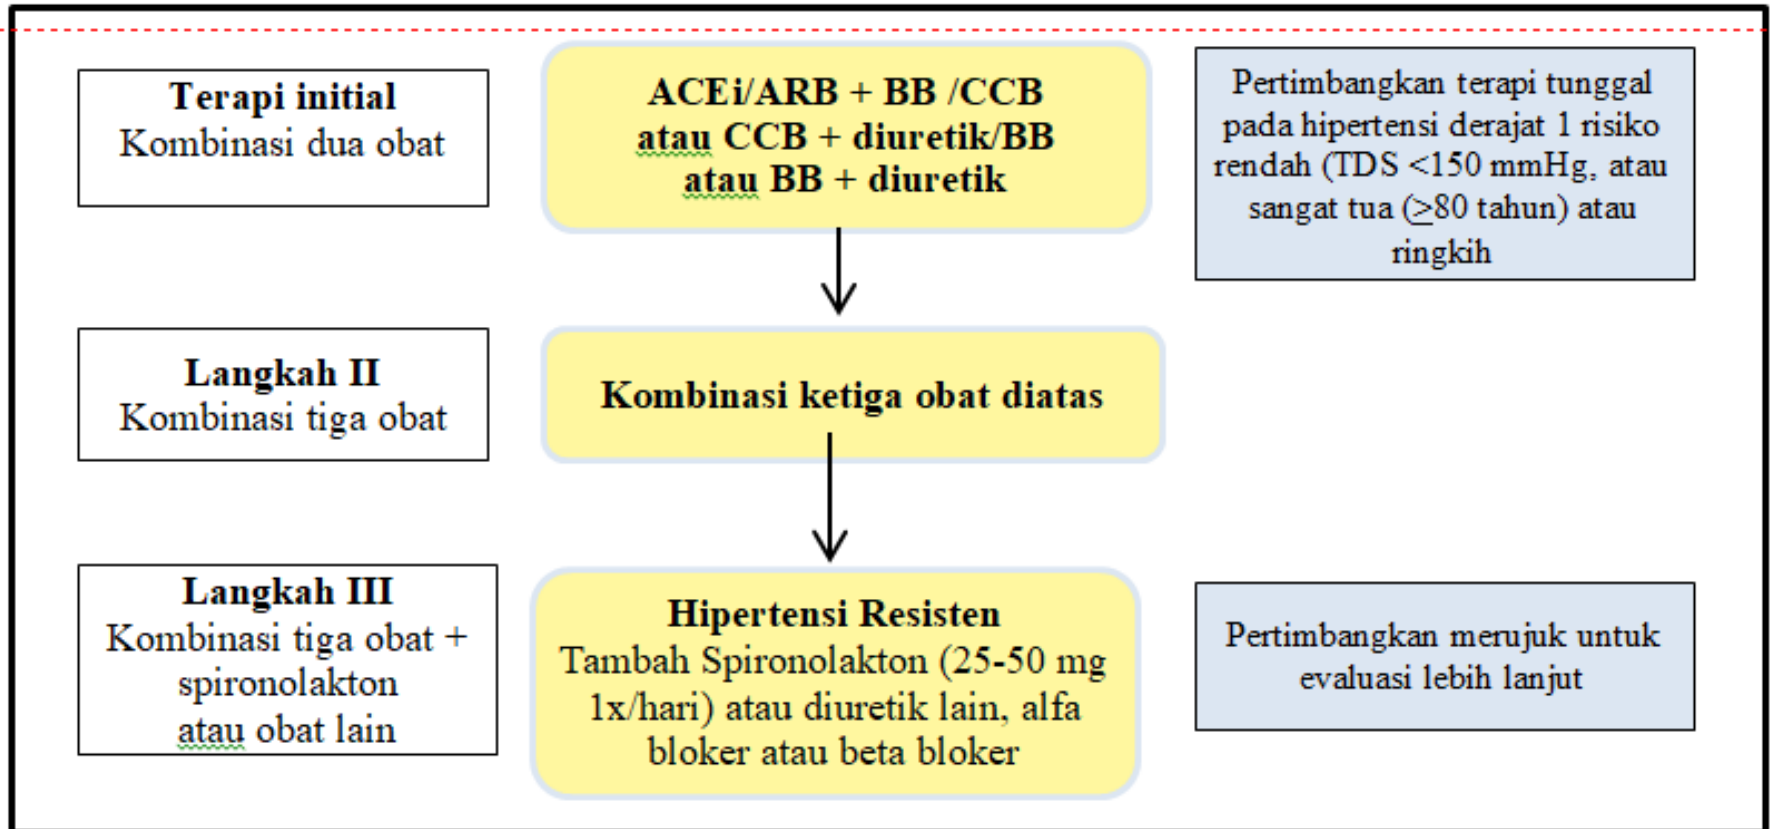 Terapi initial
Kombinasi dua obat
ACEi/ARB + BB /CCB
atau CCB + diuretik/BB
atau BB + diuretik
Pertimbangkan terapi tunggal
pada hipertensi derajat 1 risiko
rendah (TDS <150 mmHg, atau
sangat tua (≥80 tahun) atau
ringkih
Langkah II
Kombinasi tiga obat
Kombinasi ketiga obat diatas
Langkah III
Kombinasi tiga obat +
spironolakton
atau obat lain
Hipertensi Resisten
Tambah Spironolakton (25-50 mg
1x/hari) atau diuretik lain, alfa
bloker atau beta bloker
Pertimbangkan merujuk untuk
evaluasi lebih lanjut